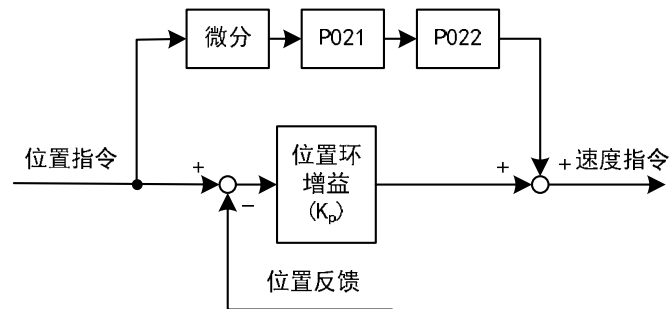 微分
P021
P022
位置指令
+
−
位置环
增益
(Kp)
+
+
速度指令
位置反馈